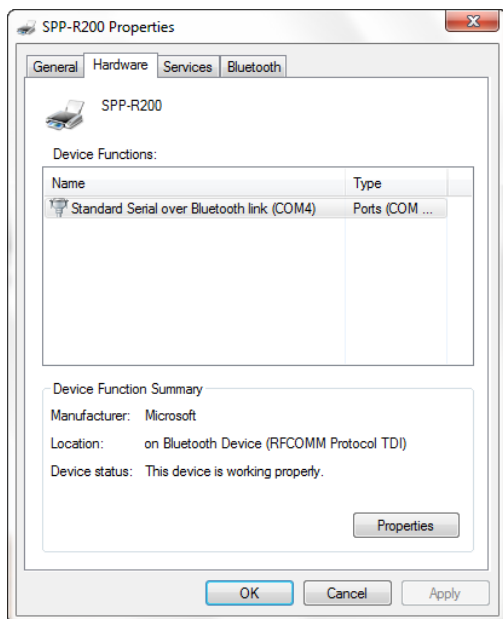 SPP-R200 Properties
General Hardware Services Bluetooth
SPP-R200
Device Functions:
Name Type
Standard Serial over Bluetooth link (COM4) Ports (COM ...
Device Function Summary
Manufacturer: Microsoft
Location: on Bluetooth Device (RFCOMM Protocol TDI)
Device status: This device is working properly.
Properties
OK Cancel Apply